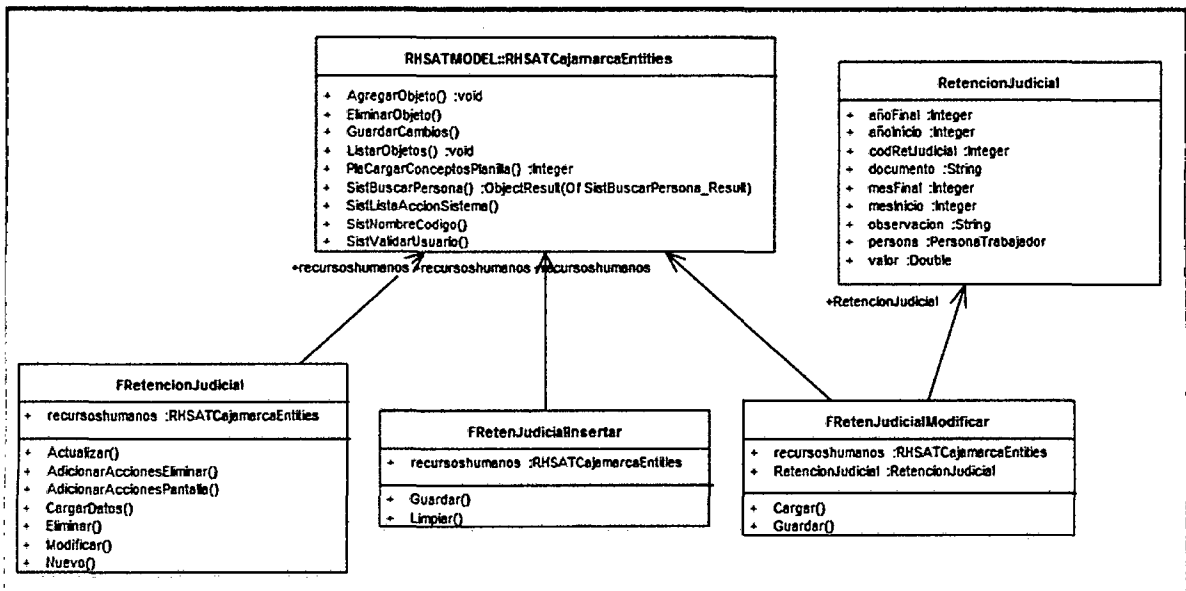 RHSATMODEL::RHSATCajamarcaEntities
+ AgregarObjeto() :void
+ EliminarObjeto()
+ GuardarCambios()
+ ListarObjetos() :void
+ PlaCargarConceptosPlanilla() :Integer
+ SistBuscarPersona() :ObjectResult(Of SistBuscarPersona_Result)
+ SistListaAccionSistema()
+ SistNombreCodigo()
+ SistValidarUsuario()
RetencionJudicial
+ añoFinal :Integer
+ añoInicio :Integer
+ codRetJudicial :Integer
+ documento :String
+ mesFinal :Integer
+ mesInicio :Integer
+ observacion :String
+ persona :PersonaTrabajador
+ valor :Double
+recursoshumanos +recursoshumanos +recursoshumanos
+RetencionJudicial
FRetencionJudicial
+ recursoshumanos :RHSATCajamarcaEntities
+ Actualizar()
+ AdicionarAccionesEliminar()
+ AdicionarAccionesPantalla()
+ CargarDatos()
+ Eliminar()
+ Modificar()
+ Nuevo()
FRetenJudicialInsertar
+ recursoshumanos :RHSATCajamarcaEntities
+ Guardar()
+ Limpiar()
FRetenJudicialModificar
+ recursoshumanos :RHSATCajamarcaEntities
+ RetencionJudicial :RetencionJudicial
+ Cargar()
+ Guardar()